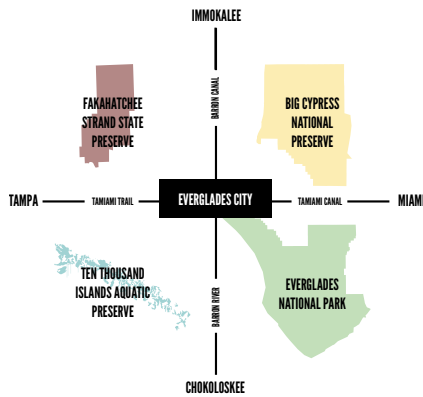 IMMOKALEE
BARRON CANAL
FAKAHATCHEE
STRAND STATE
PRESERVE
BIG CYPRESS
NATIONAL
PRESERVE
TAMPA
TAMIAMI TRAIL
EVERGLADES CITY
TAMIAMI CANAL
MIAMI
TEN THOUSAND
ISLANDS AQUATIC
PRESERVE
BARRON RIVER
EVERGLADES
NATIONAL PARK
CHOKOLOSKEE